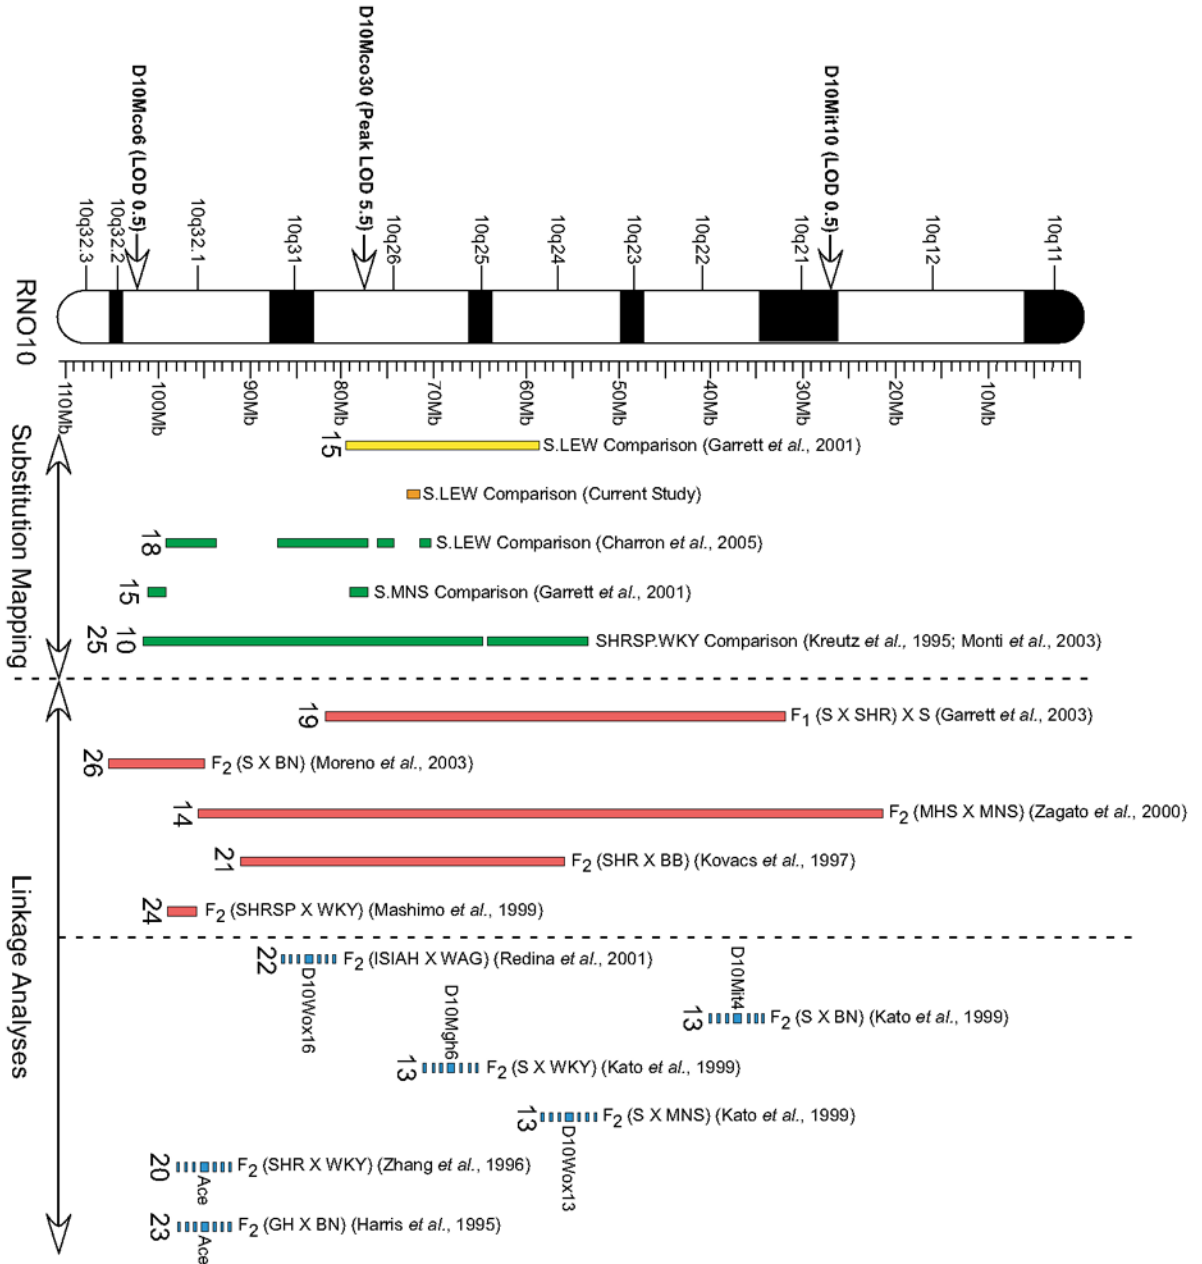 D10Mco6 (LOD 0.5)
D10Mco30 (Peak LOD 5.5)
D10Mit10 (LOD 0.5)
10q32.3
10q32.2
10q32.1
10q31
10q26
10q25
10q24
10q23
10q22
10q21
10q12
10q11
RNO10
110Mb
100Mb
90Mb
80Mb
70Mb
60Mb
50Mb
40Mb
30Mb
20Mb
10Mb
Substitution Mapping
15 S.LEW Comparison (Garrett et al., 2001)
S.LEW Comparison (Current Study)
18 S.LEW Comparison (Charron et al., 2005)
15 S.MNS Comparison (Garrett et al., 2001)
25 10 SHRSP.WKY Comparison (Kreutz et al., 1995; Monti et al., 2003)
Linkage Analyses
19 F1 (S X SHR) X S (Garrett et al., 2003)
26 F2 (S X BN) (Moreno et al., 2003)
14 F2 (MHS X MNS) (Zagato et al., 2000)
21 F2 (SHR X BB) (Kovacs et al., 1997)
24 F2 (SHRSP X WKY) (Mashimo et al., 1999)
22 F2 (ISIAH X WAG) (Redina et al., 2001)
D10Wox16
D10Mit4
13 F2 (S X BN) (Kato et al., 1999)
D10Mgh6
13 F2 (S X WKY) (Kato et al., 1999)
13 F2 (S X MNS) (Kato et al., 1999)
D10Wox13
20 F2 (SHR X WKY) (Zhang et al., 1996)
Ace
23 F2 (GH X BN) (Harris et al., 1995)
Ace